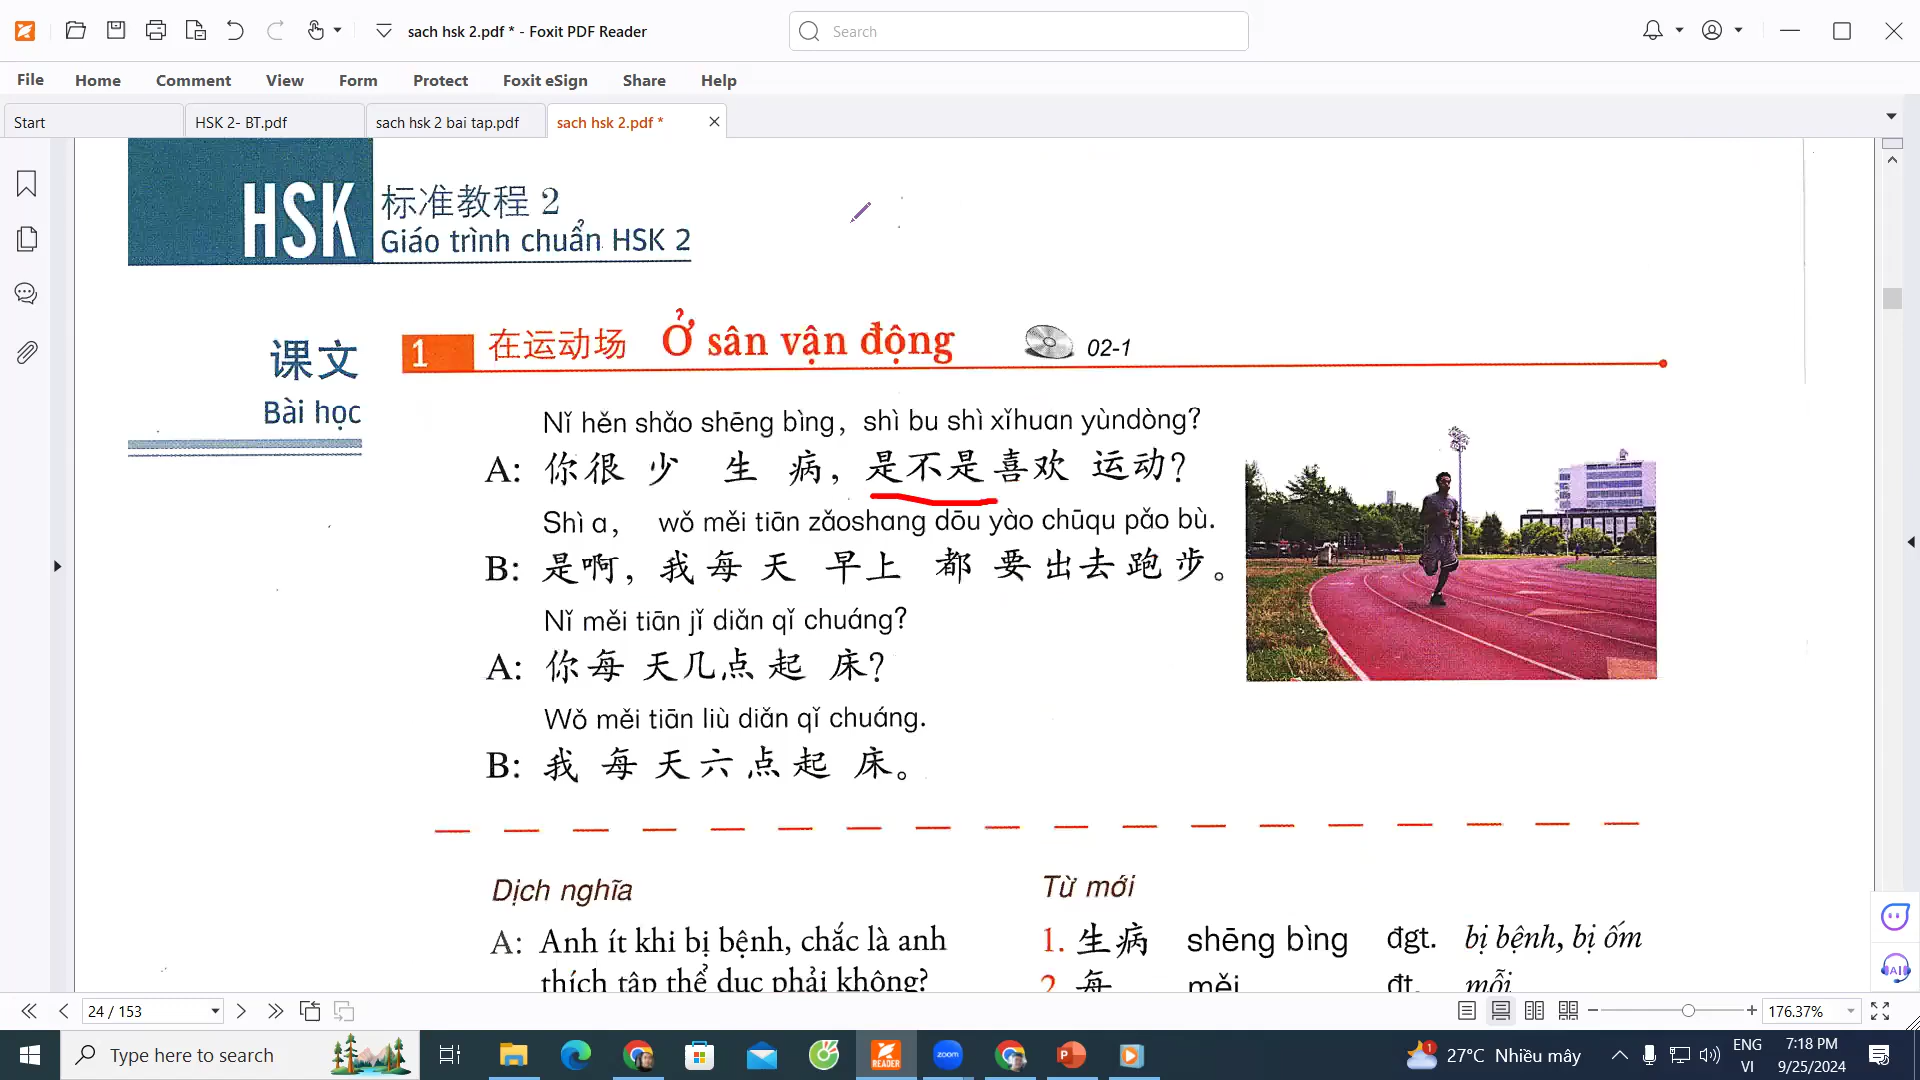 sach hsk 2.pdf * - Foxit PDF Reader
Search
File Home Comment View Form Protect Foxit eSign Share Help
Start HSK 2- BT.pdf sach hsk 2 bai tap.pdf sach hsk 2.pdf *
HSK 标准教程 2
Giáo trình chuẩn HSK 2
课文
Bài học
1 在运动场 Ở sân vận động 02-1
Nǐ hěn shǎo shēng bìng, shì bu shì xǐhuan yùndòng?
A: 你很少生病, 是不是喜欢运动?
Shì a, wǒ měi tiān zǎoshang dōu yào chūqu pǎo bù.
B: 是啊, 我每天早上都要出去跑步。
Nǐ měi tiān jǐ diǎn qǐ chuáng?
A: 你每天几点起床?
Wǒ měi tiān liù diǎn qǐ chuáng.
B: 我每天六点起床。
Dịch nghĩa
A: Anh ít khi bị bệnh, chắc là anh
thích tập thể dục phải không?
Từ mới
1. 生病 shēng bìng đgt. bị bệnh, bị ốm
2. 每 měi đt. mỗi
AI
24 / 153
176.37%
Type here to search
READER
zoom
1
27°C Nhiều mây
ENG
VI
7:18 PM
9/25/2024